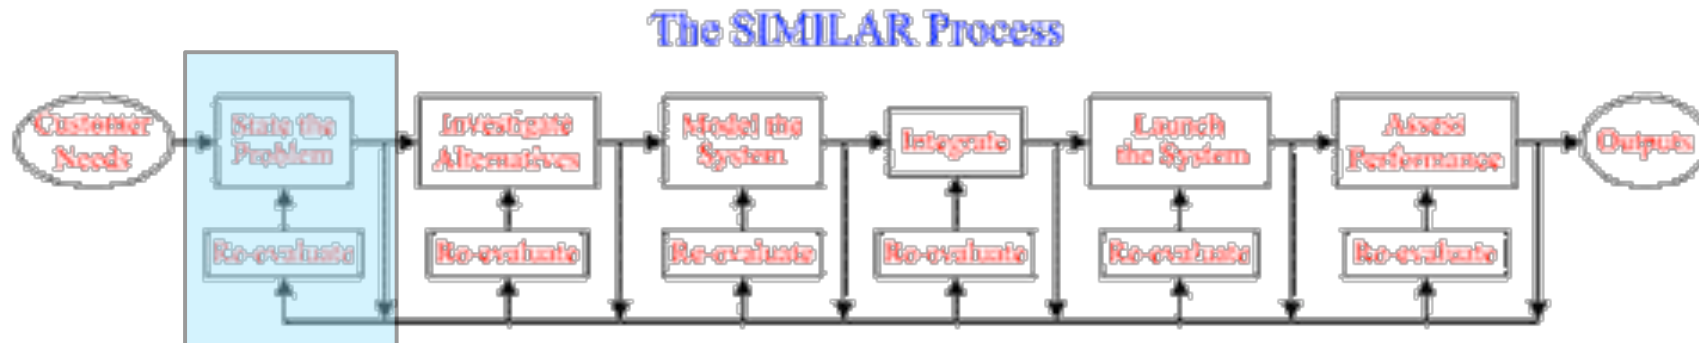 The SIMILAR Process
Customer
Needs
State the
Problem
Investigate
Alternatives
Model the
System
Integrate
Launch
the System
Assess
Performance
Outputs
Re-evaluate
Re-evaluate
Re-evaluate
Re-evaluate
Re-evaluate
Re-evaluate